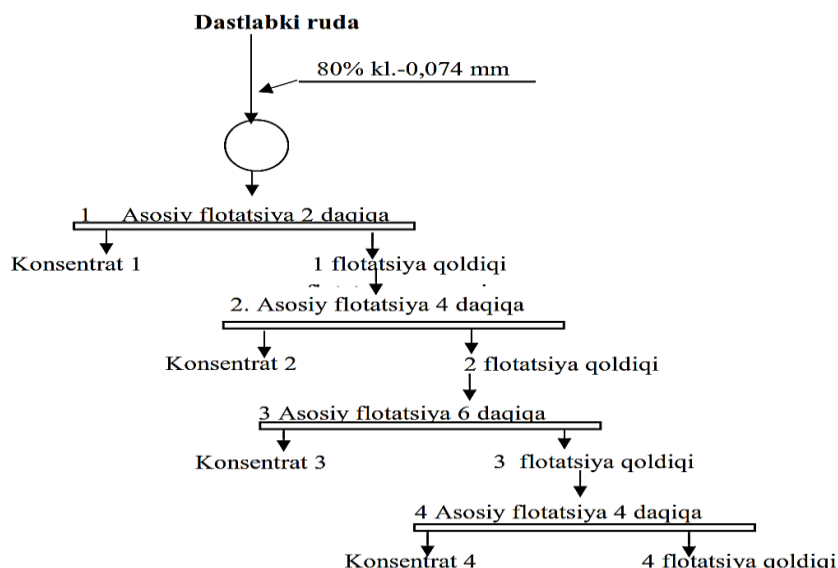 Dastlabki ruda
80% kl.-0,074 mm
1 Asosiy flotatsiya 2 daqiqa
Konsentrat 1
1 flotatsiya qoldiqi
2. Asosiy flotatsiya 4 daqiqa
Konsentrat 2
2 flotatsiya qoldiqi
3 Asosiy flotatsiya 6 daqiqa
Konsentrat 3
3 flotatsiya qoldiqi
4 Asosiy flotatsiya 4 daqiqa
Konsentrat 4
4 flotatsiya qoldiqi